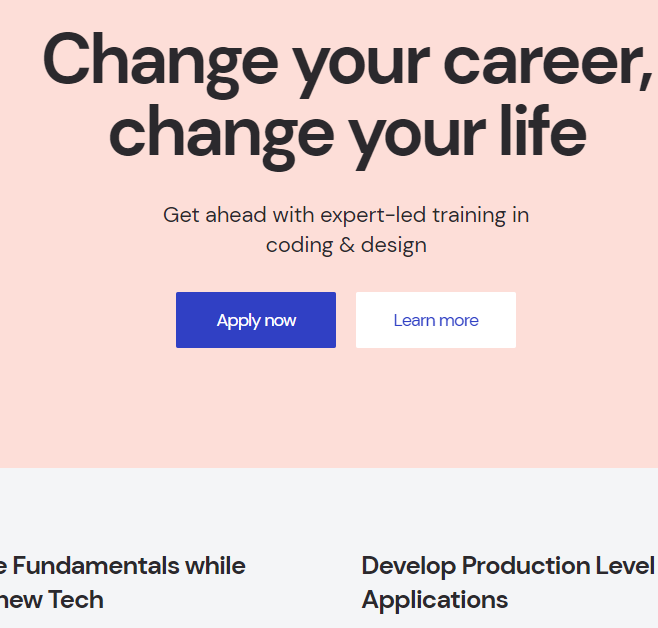 Change your career,
change your life
Get ahead with expert-led training in
coding & design
Apply now
Learn more
Fundamentals while
new Tech
Develop Production Level
Applications